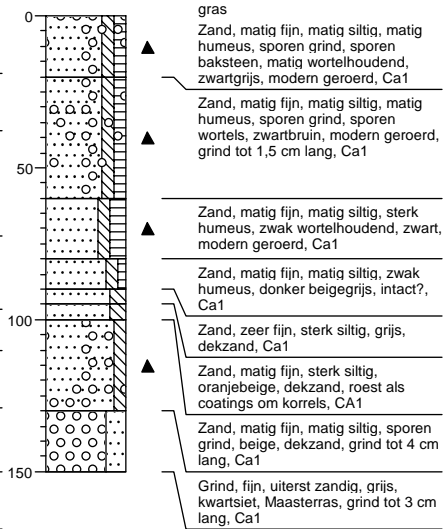 gras
0
Zand, matig fijn, matig siltig, matig
humeus, sporen grind, sporen
baksteen, matig wortelhoudend,
zwartgrijs, modern geroerd, Ca1
Zand, matig fijn, matig siltig, matig
humeus, sporen grind, sporen
wortels, zwartbruin, modern geroerd,
grind tot 1,5 cm lang, Ca1
50
Zand, matig fijn, matig siltig, sterk
humeus, zwak wortelhoudend, zwart,
modern geroerd, Ca1
Zand, matig fijn, matig siltig, zwak
humeus, donker beigegrijs, intact?,
Ca1
100
Zand, zeer fijn, sterk siltig, grijs,
dekzand, Ca1
Zand, matig fijn, sterk siltig,
oranjebeige, dekzand, roest als
coatings om korrels, CA1
Zand, matig fijn, matig siltig, sporen
grind, beige, dekzand, grind tot 4 cm
lang, Ca1
150
Grind, fijn, uiterst zandig, grijs,
kwartsiet, Maasterras, grind tot 3 cm
lang, Ca1